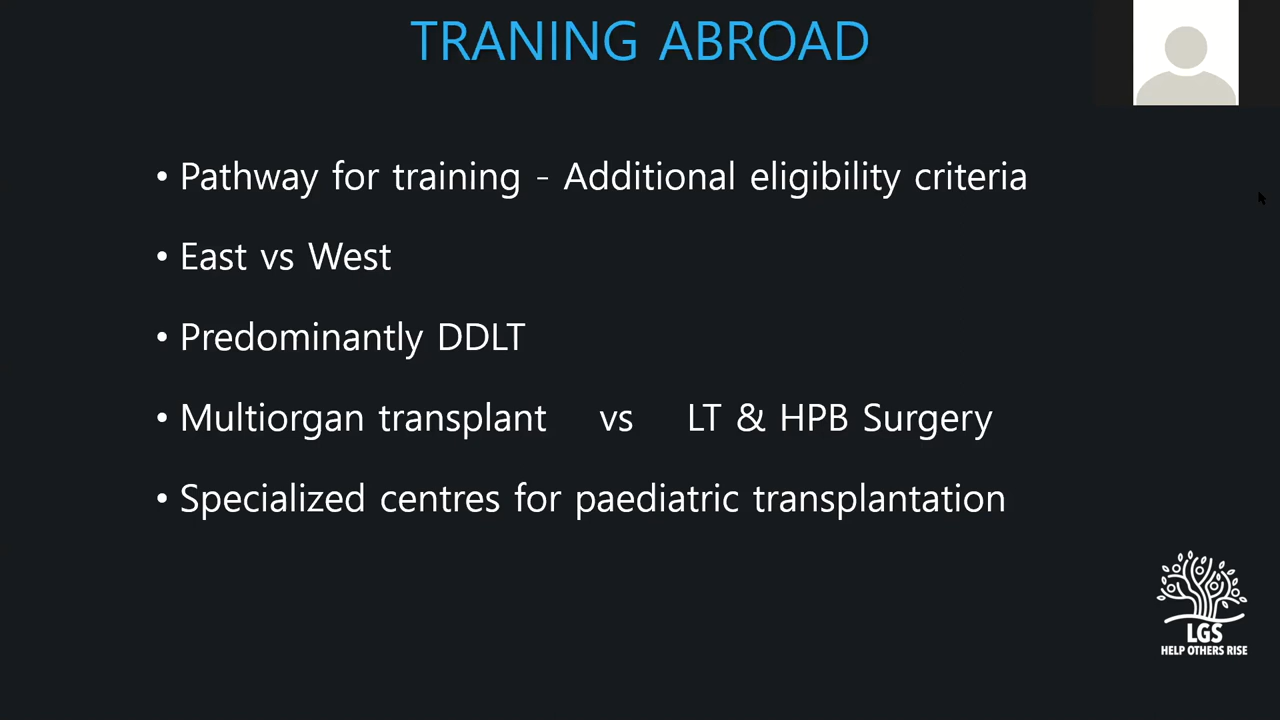 TRANING ABROAD
• Pathway for training - Additional eligibility criteria
• East vs West
• Predominantly DDLT
• Multiorgan transplant vs LT & HPB Surgery
• Specialized centres for paediatric transplantation
LGS
HELP OTHERS RISE